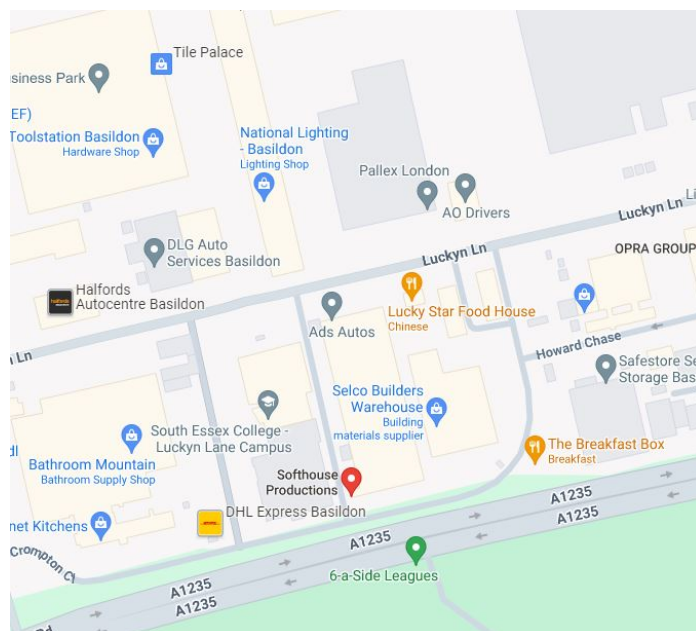 Tile Palace
siness Park
EF)
Toolstation Basildon
Hardware Shop
National Lighting
- Basildon
Lighting Shop
Pallex London
AO Drivers
Luckyn Ln
Li
OPRA GROUP
Luckyn Ln
DLG Auto
Services Basildon
Halfords
Autocentre Basildon
Lucky Star Food House
Chinese
Ads Autos
Howard Chase
n Ln
Safestore Se
Storage Bas
Selco Builders
Warehouse
Building
materials supplier
South Essex College -
Luckyn Lane Campus
The Breakfast Box
Breakfast
dl
Bathroom Mountain
Bathroom Supply Shop
Softhouse
Productions
A1235
A1235
DHL Express Basildon
net Kitchens
A1235
Crompton Ct
6-a-Side Leagues
A1235
A1235
Rd